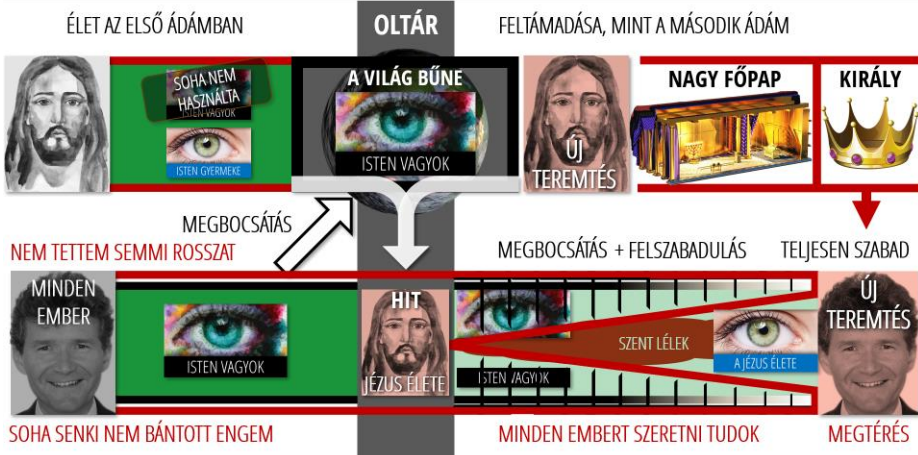 ÉLET AZ ELSŐ ÁDÁMBAN
OLTÁR
FELTÁMADÁSA, MINT A MÁSODIK ÁDÁM
SOHA NEM
HASZNÁLTA
ISTEN VAGYOK
ISTEN GYERMEKE
A VILÁG BŰNE
ISTEN VAGYOK
ÚJ
TEREMTÉS
NAGY FŐPAP
KIRÁLY
MEGBOCSÁTÁS
NEM TETTEM SEMMI ROSSZAT
MEGBOCSÁTÁS + FELSZABADULÁS
TELJESEN SZABAD
MINDEN
EMBER
ISTEN VAGYOK
HIT
JÉZUS ÉLETE
ISTEN VAGYOK
SZENT LÉLEK
A JÉZUS ÉLETE
ÚJ
TEREMTÉS
SOHA SENKI NEM BÁNTOTT ENGEM
MINDEN EMBERT SZERETNI TUDOK
MEGTÉRÉS